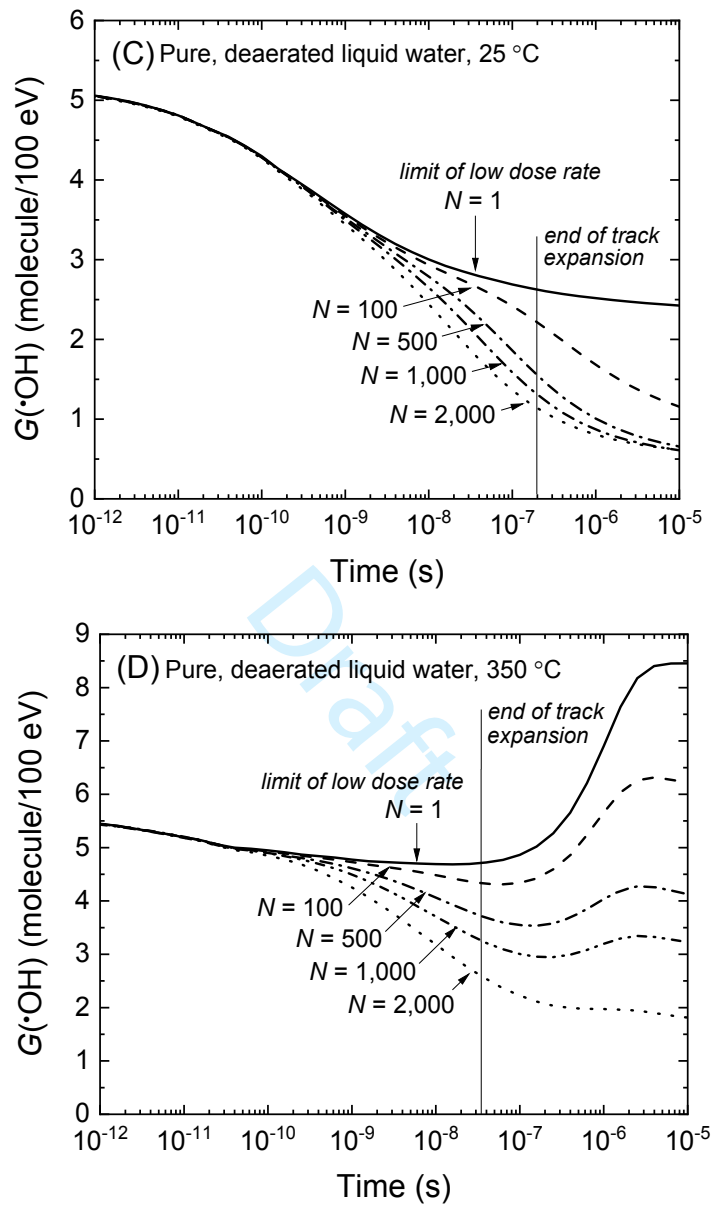 (C) Pure, deaerated liquid water, 25 °C
G(•OH) (molecule/100 eV)
6
5
4
3
2
1
0
limit of low dose rate
N = 1
end of track
expansion
N = 100
N = 500
N = 1,000
N = 2,000
10-12 10-11 10-10 10-9 10-8 10-7 10-6 10-5
Time (s)
Draft
(D) Pure, deaerated liquid water, 350 °C
G(•OH) (molecule/100 eV)
9
8
7
6
5
4
3
2
1
0
end of track
expansion
limit of low dose rate
N = 1
N = 100
N = 500
N = 1,000
N = 2,000
10-12 10-11 10-10 10-9 10-8 10-7 10-6 10-5
Time (s)